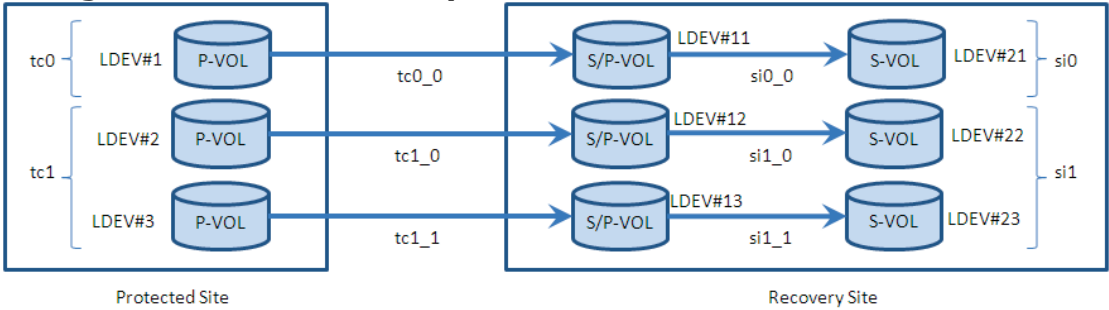 tc0
LDEV#1
P-VOL
tc0_0
S/P-VOL
LDEV#11
si0_0
S-VOL
LDEV#21
si0
tc1
LDEV#2
P-VOL
tc1_0
S/P-VOL
LDEV#12
si1_0
S-VOL
LDEV#22
si1
LDEV#3
P-VOL
tc1_1
S/P-VOL
LDEV#13
si1_1
S-VOL
LDEV#23
Protected Site
Recovery Site